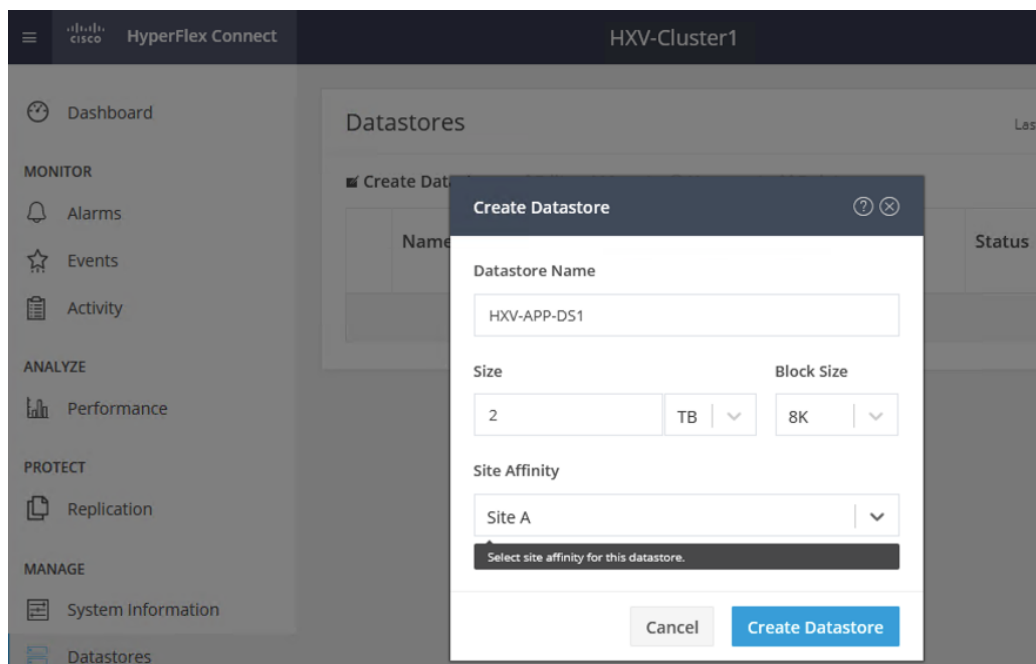 cisco HyperFlex Connect HXV-Cluster1
Dashboard
Datastores Las
MONITOR
Create Dat
Create Datastore
Alarms
Name Status
Events
Datastore Name
Activity
HXV-APP-DS1
ANALYZE
Size Block Size
Performance
2 TB 8K
PROTECT
Site Affinity
Replication
Site A
Select site affinity for this datastore.
MANAGE
System Information
Cancel Create Datastore
Datastores